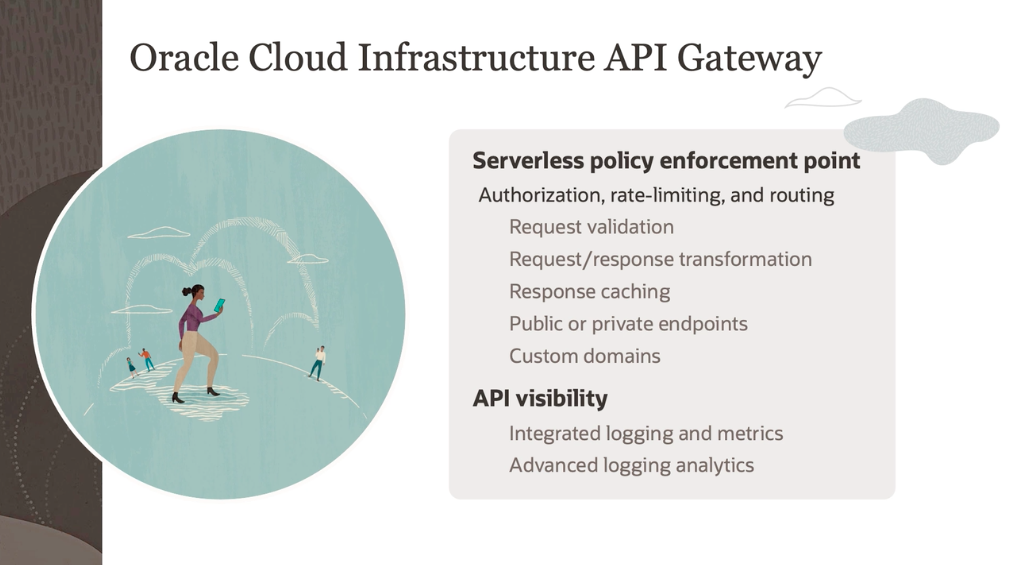 Oracle Cloud Infrastructure API Gateway
Serverless policy enforcement point
Authorization, rate-limiting, and routing
Request validation
Request/response transformation
Response caching
Public or private endpoints
Custom domains
API visibility
Integrated logging and metrics
Advanced logging analytics